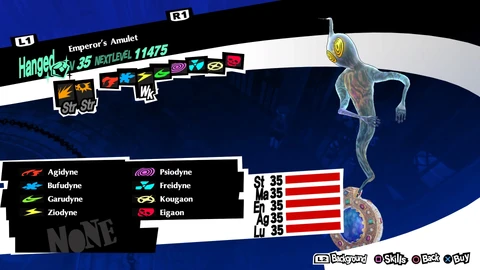 L1
R1
Emperor's Amulet
Hanged LV 35 NEXT LEVEL 11475
Str Str Wk
Agidyne Psiodyne
Bufudyne Freidyne
Garudyne Kougaon
Ziodyne Eigaon
NONE
St 35
Ma 35
En 35
Ag 35
Lu 35
L2 Background Skills Back Buy